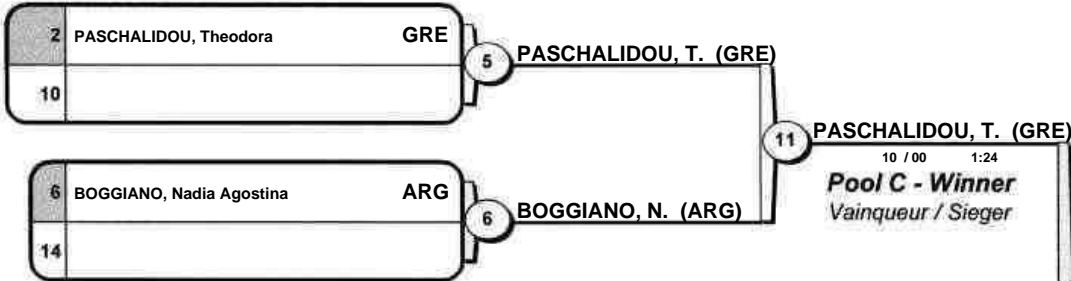 2 PASCHALIDOU, Theodora GRE
10
5
PASCHALIDOU, T. (GRE)
6 BOGGIANO, Nadia Agostina ARG
14
6
BOGGIANO, N. (ARG)
11
PASCHALIDOU, T. (GRE)
10 / 00 1:24
Pool C - Winner
Vainqueur / Sieger